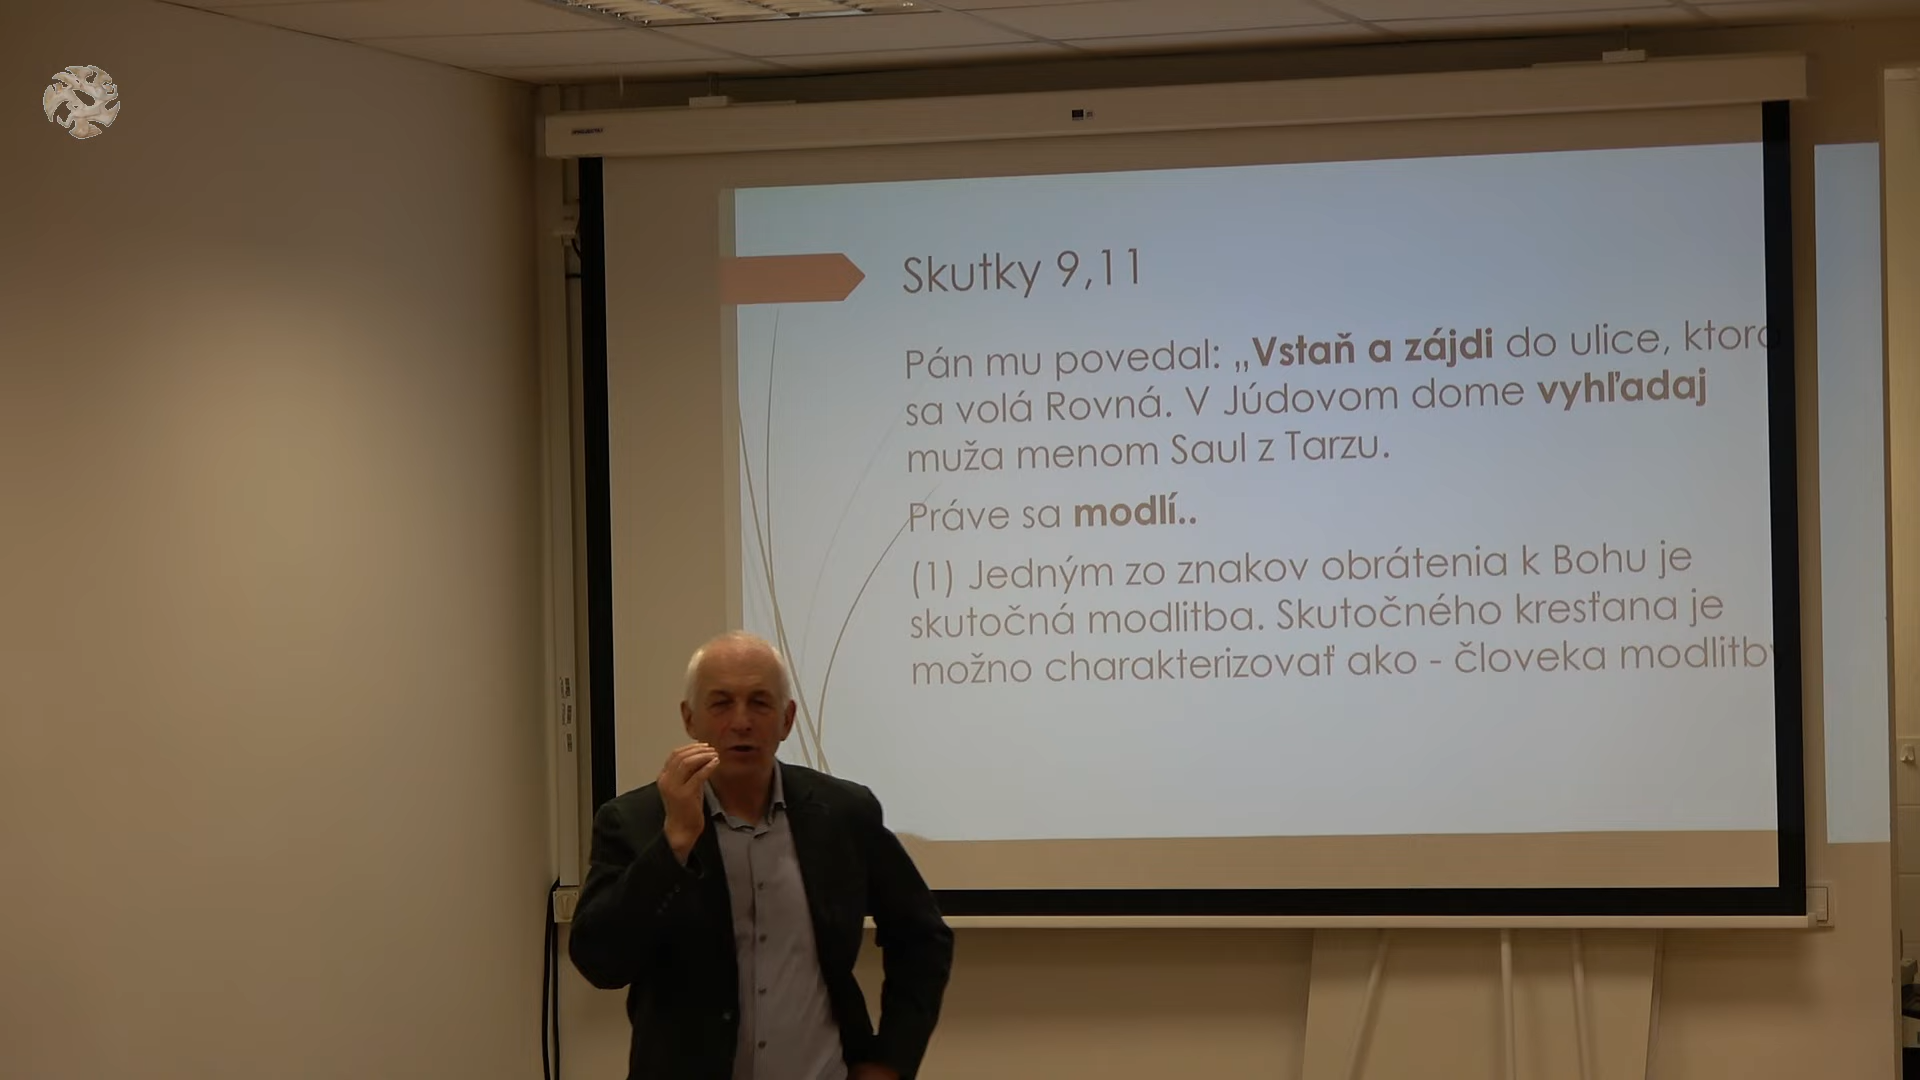 Skutky 9,11
Pán mu povedal: „Vstaň a zájdi do ulice, ktorá
sa volá Rovná. V Júdovom dome vyhľadaj
muža menom Saul z Tarzu.
Práve sa modlí..
(1) Jedným zo znakov obrátenia k Bohu je
skutočná modlitba. Skutočného kresťana je
možno charakterizovať ako - človeka modlitby